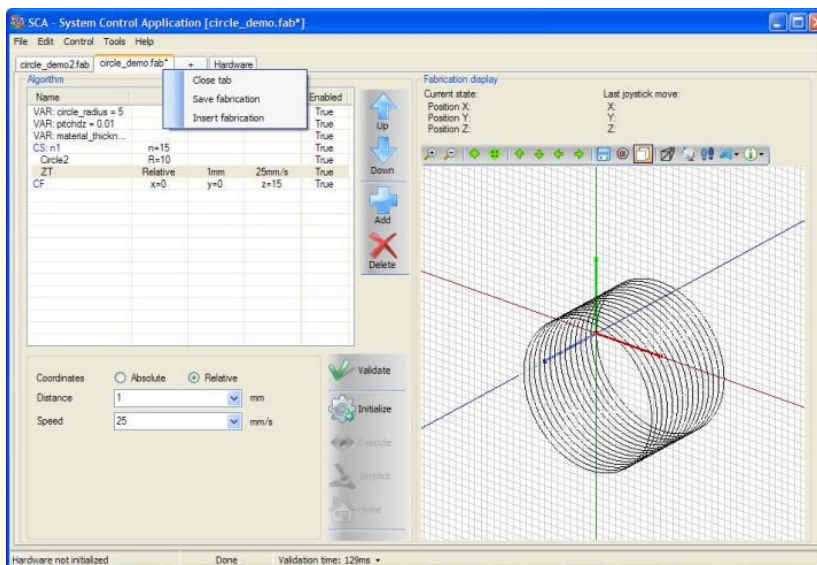 SCA - System Control Application [circle_demo.fab*]
File Edit Control Tools Help
circle_demo2.fab circle_demo.fab* + Hardware
Close tab
Save fabrication
Insert fabrication
Algorithm
Name Enabled
VAR: circle_radius = 5 True
VAR: pitchdz = 0.01 True
VAR: material_thickn... True
CS: n1 n=15 True
Circle2 R=10 True
ZT Relative 1mm 25mm/s True
CF x=0 y=0 z=15 True
Up
Down
Add
Delete
Coordinates Absolute Relative
Distance 1 mm
Speed 25 mm/s
Validate
Initialize
Execute
Joystick
Home
Fabrication display
Current state: Last joystick move:
Position X: X:
Position Y: Y:
Position Z: Z:
Hardware not initialized Done Validation time: 129ms